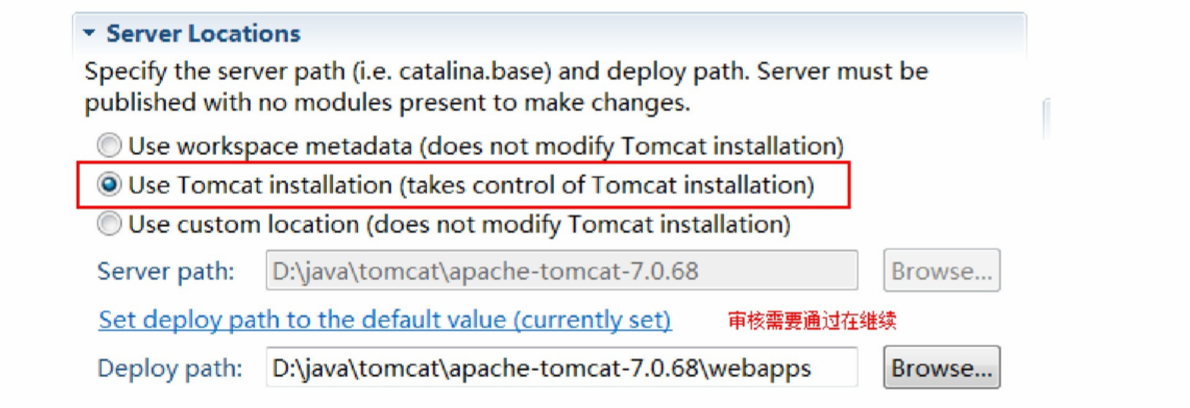 Server Locations
Specify the server path (i.e. catalina.base) and deploy path. Server must be
published with no modules present to make changes.
Use workspace metadata (does not modify Tomcat installation)
Use Tomcat installation (takes control of Tomcat installation)
Use custom location (does not modify Tomcat installation)
Server path: D:\java\tomcat\apache-tomcat-7.0.68 Browse...
Set deploy path to the default value (currently set) 审核需要通过在继续
Deploy path: D:\java\tomcat\apache-tomcat-7.0.68\webapps Browse...